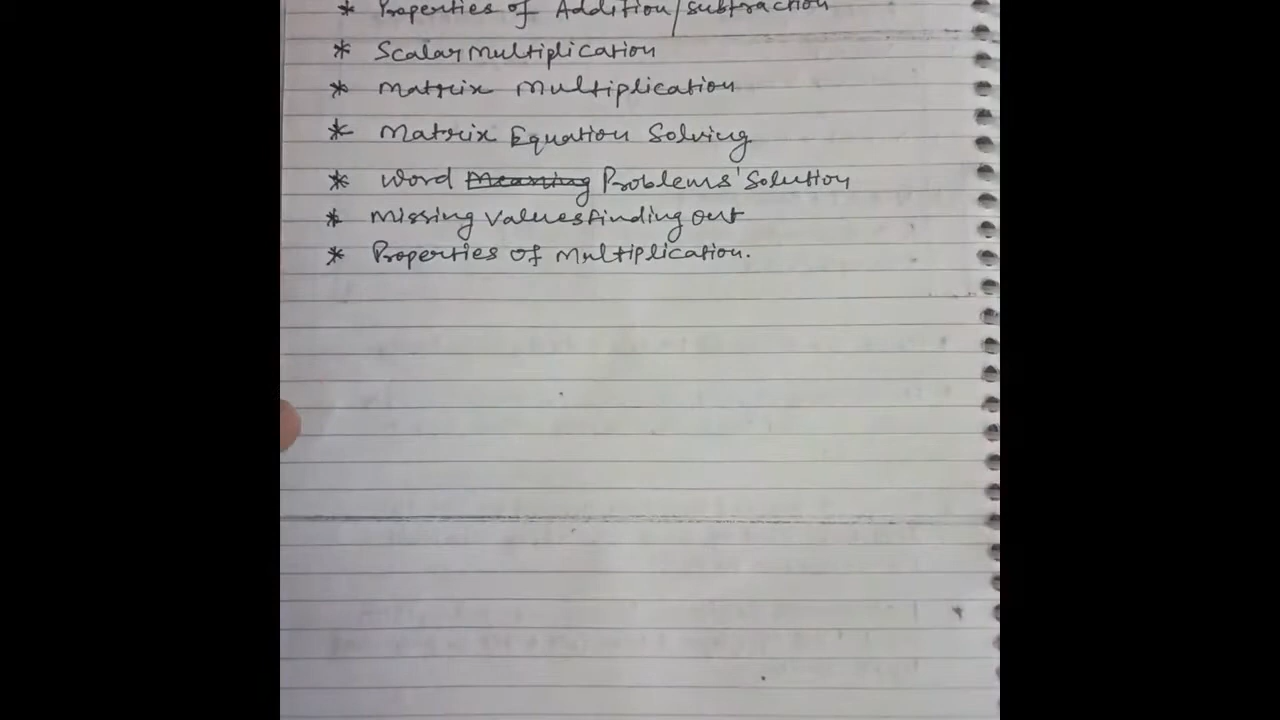 * Properties of Addition/subtraction
* Scalar multiplication
* Matrix Multiplication
* Matrix Equation Solving
* Word Meaning Problems' Solution
* Missing values finding out
* Properties of Multiplication.